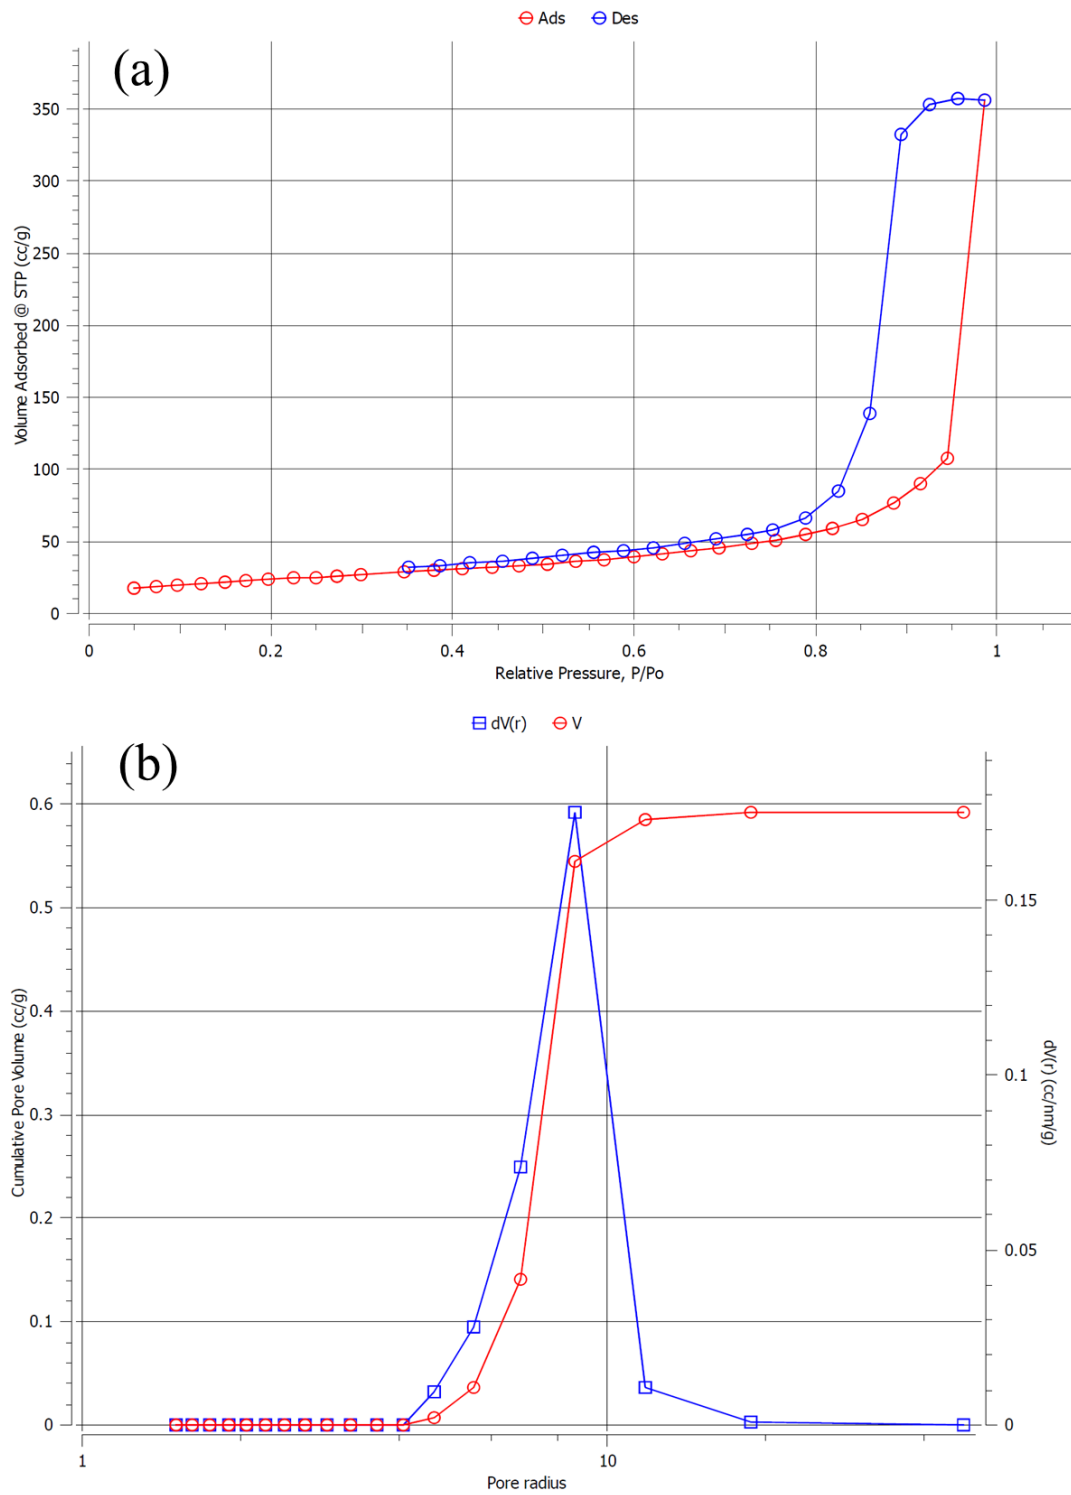 Ads Des
(a)
350
300
250
200
150
100
50
0
Volume Adsorbed @ STP (cc/g)
0 0.2 0.4 0.6 0.8 1
Relative Pressure, P/Po
dV(r) V
(b)
0.6
0.5
0.4
0.3
0.2
0.1
0
Cumulative Pore Volume (cc/g)
0.15
0.1
0.05
0
dV(r) (cc/nm/g)
1 10
Pore radius